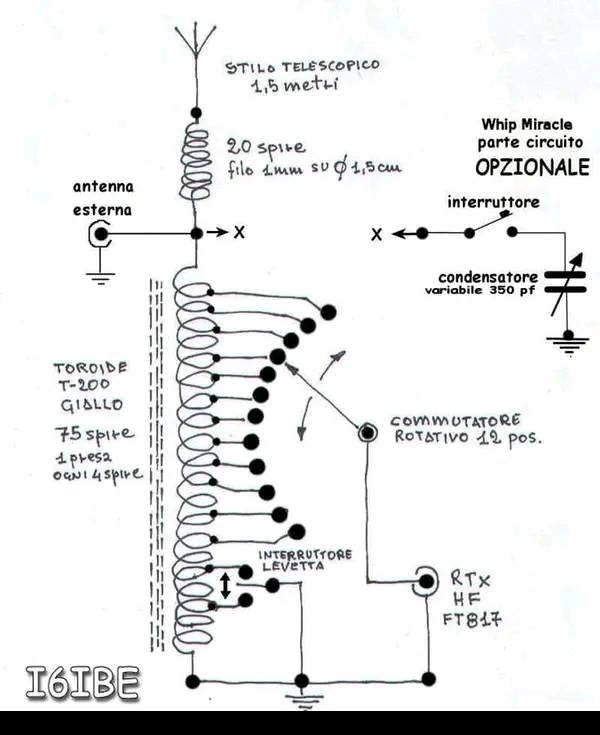 STILO TELESCOPICO
1,5 metri
20 spire
filo 1mm su Ø 1,5cm
Whip Miracle
parte circuito
OPZIONALE
antenna
esterna
X
interruttore
X
condensatore
variabile 350 pf
TOROIDE
T-200
GIALLO
75 spire
1 presa
ogni 4 spire
COMMUTATORE
ROTATIVO 12 pos.
INTERRUTTORE
LEVETTA
RTX
HF
FT817
I6IBE